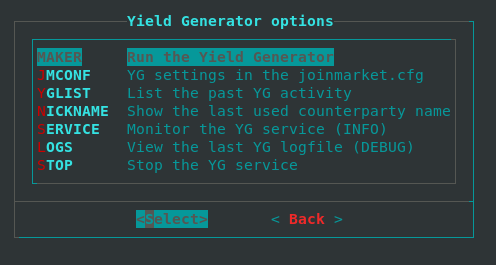 Yield Generator options
MAKER Run the Yield Generator
JMCONF YG settings in the joinmarket.cfg
YGLIST List the past YG activity
NICKNAME Show the last used counterparty name
SERVICE Monitor the YG service (INFO)
LOGS View the last YG logfile (DEBUG)
STOP Stop the YG service
<Select> < Back >